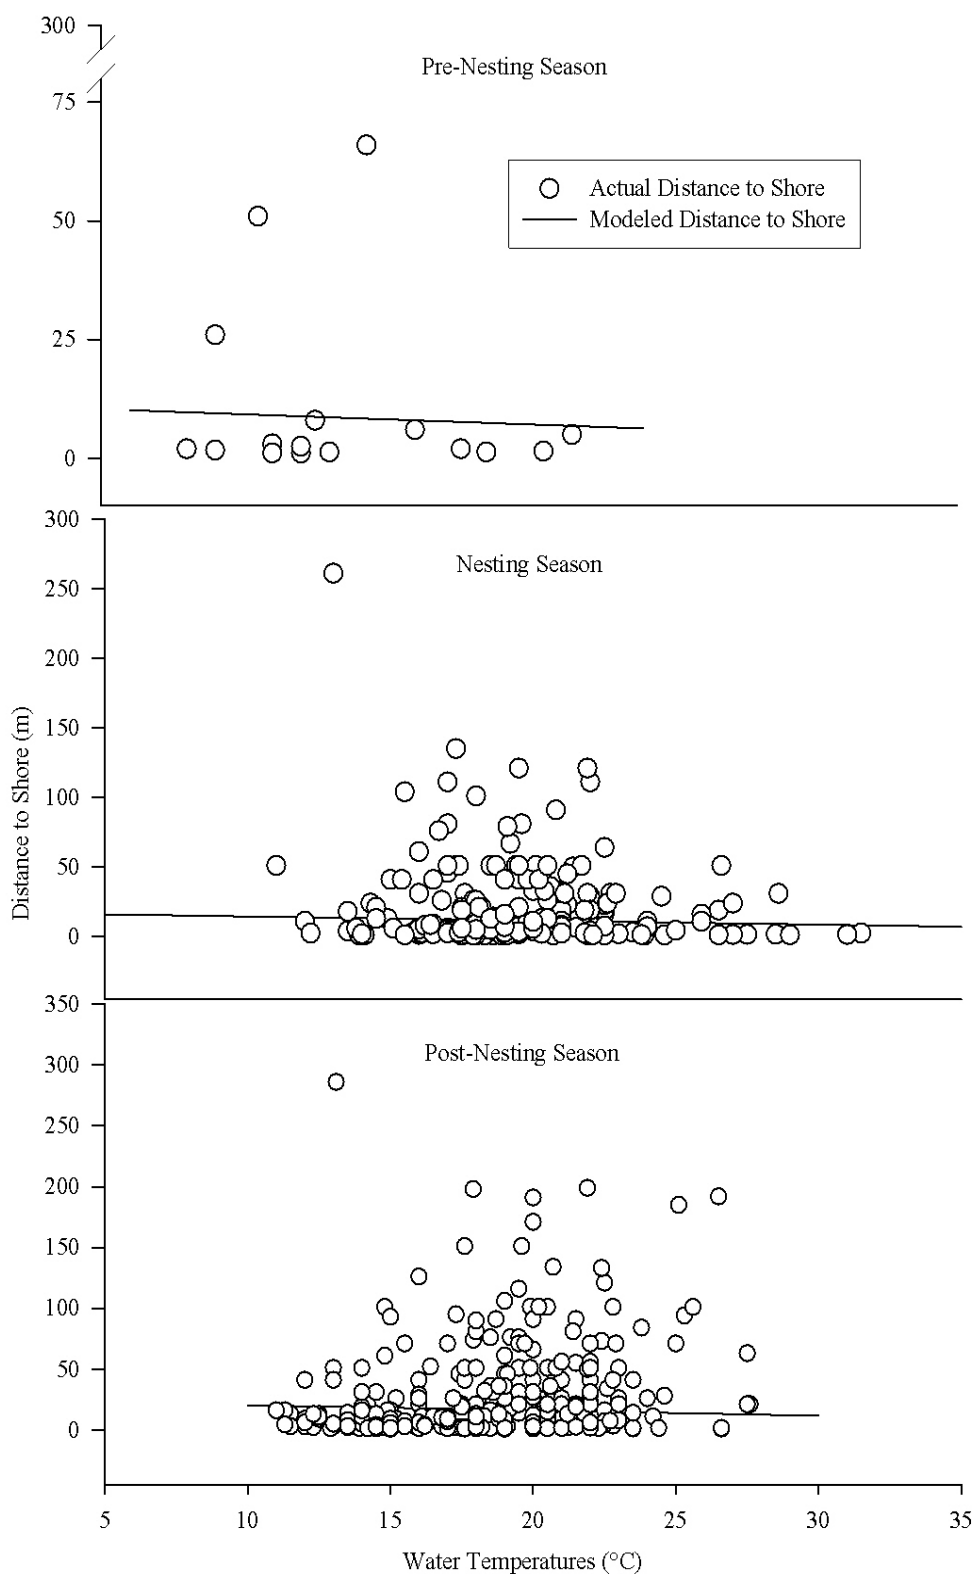 300
Pre-Nesting Season
75
Actual Distance to Shore
Modeled Distance to Shore
50
25
0
300
Nesting Season
250
200
150
100
50
0
Distance to Shore (m)
350
Post-Nesting Season
300
250
200
150
100
50
0
5 10 15 20 25 30 35
Water Temperatures (°C)